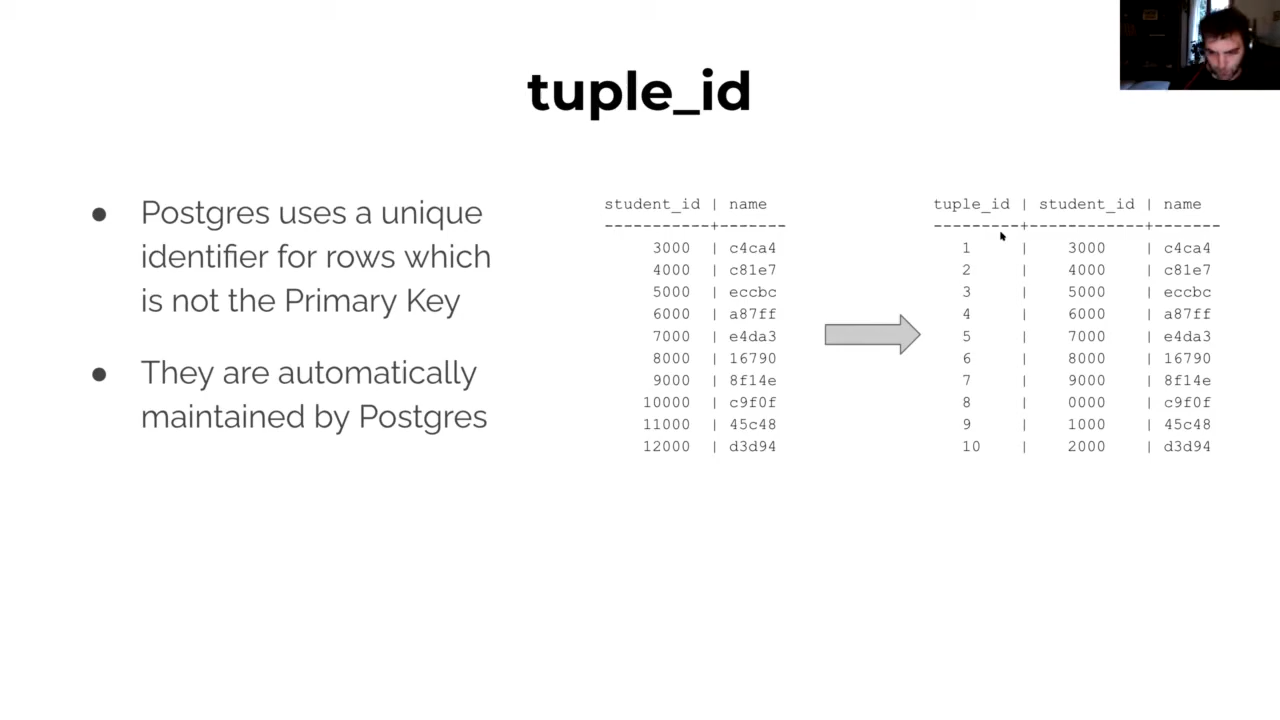 tuple_id
● Postgres uses a unique
identifier for rows which
is not the Primary Key
● They are automatically
maintained by Postgres
student_id | name
-----------+-------
3000 | c4ca4
4000 | c81e7
5000 | eccbc
6000 | a87ff
7000 | e4da3
8000 | 16790
9000 | 8f14e
10000 | c9f0f
11000 | 45c48
12000 | d3d94
tuple_id | student_id | name
---------+-----------+-------
1 | 3000 | c4ca4
2 | 4000 | c81e7
3 | 5000 | eccbc
4 | 6000 | a87ff
5 | 7000 | e4da3
6 | 8000 | 16790
7 | 9000 | 8f14e
8 | 0000 | c9f0f
9 | 1000 | 45c48
10 | 2000 | d3d94